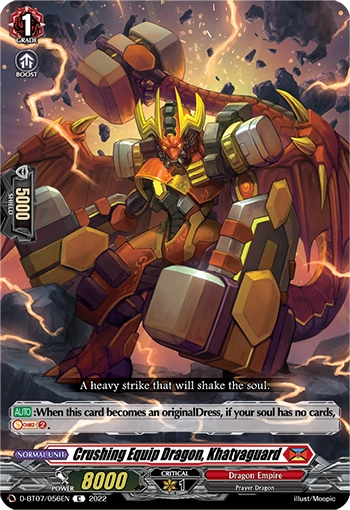 1
GRADE
BOOST
5000
SHIELD
A heavy strike that will shake the soul.
AUTO:When this card becomes an originalDress, if your soul has no cards,
2.
NORMAL UNIT
Crushing Equip Dragon, Khatyaguard
POWER 8000
CRITICAL
1
Dragon Empire
Prayer Dragon
D-BT07/056EN C 2022
illust/Moopic